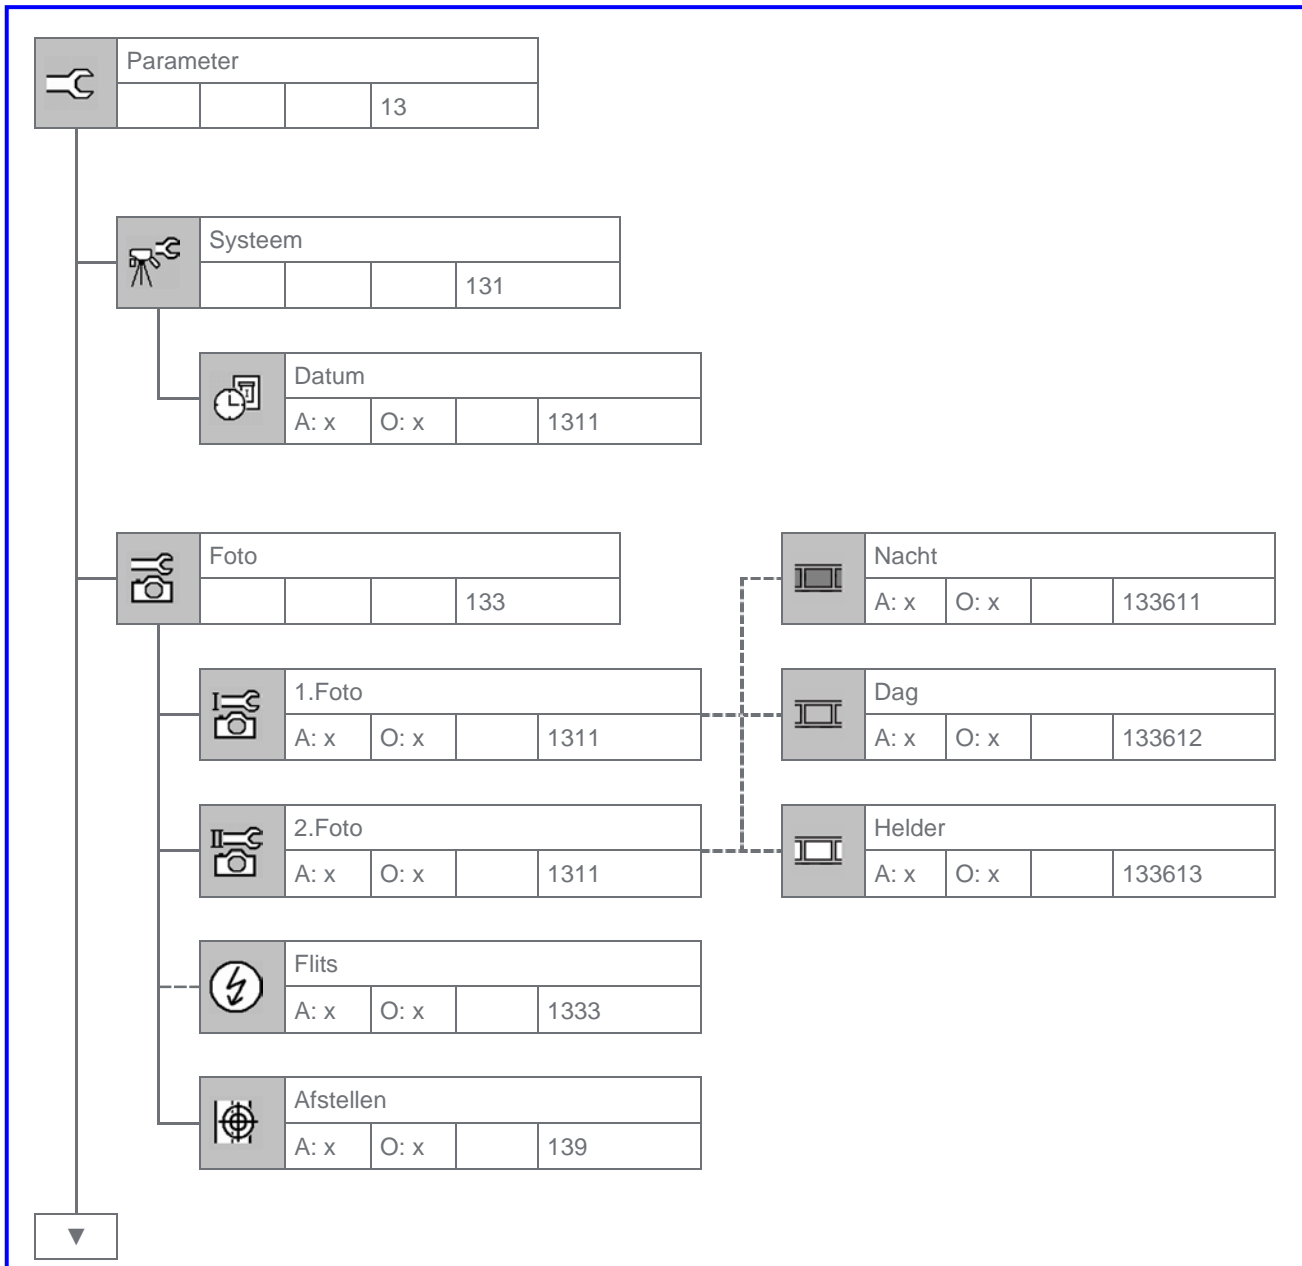 Parameter
13
Systeem
131
Datum
A: x O: x 1311
Foto
133
Nacht
A: x O: x 133611
1.Foto
A: x O: x 1311
Dag
A: x O: x 133612
2.Foto
A: x O: x 1311
Helder
A: x O: x 133613
Flits
A: x O: x 1333
Afstellen
A: x O: x 139